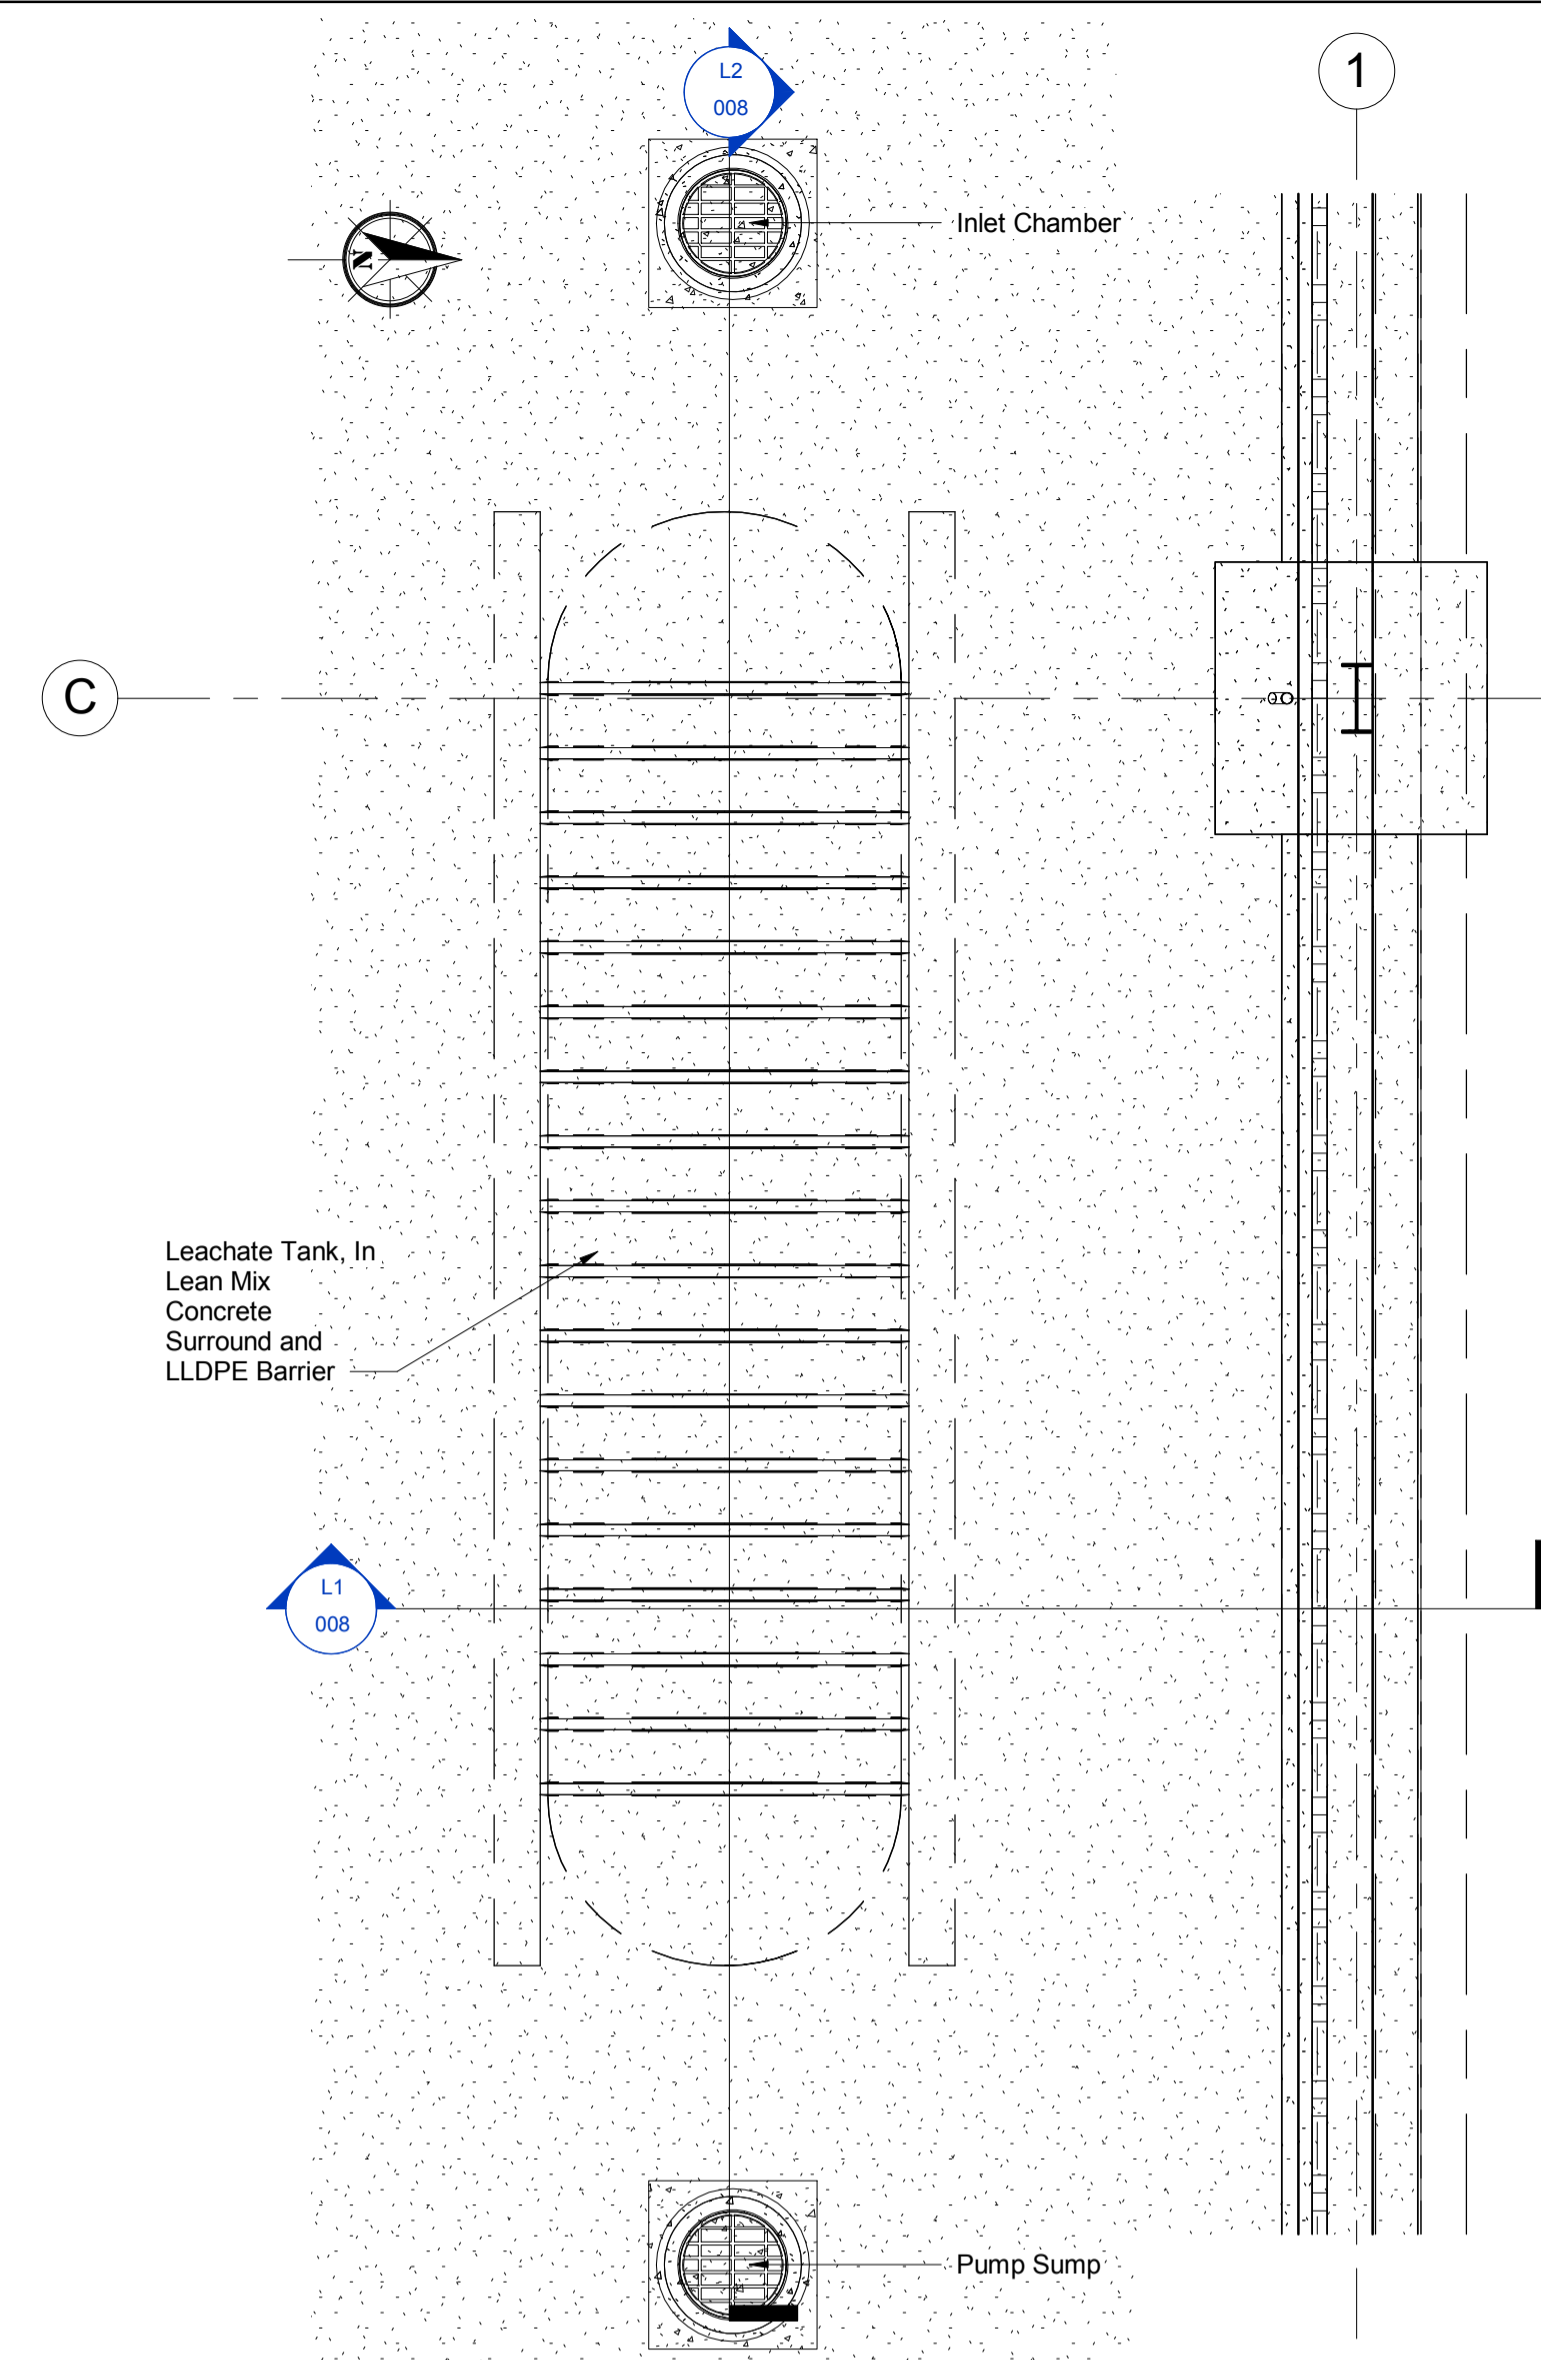 L2
008
1
Inlet Chamber
N
C
Leachate Tank, In
Lean Mix
Concrete
Surround and
LLDPE Barrier
L1
008
Pump Sump